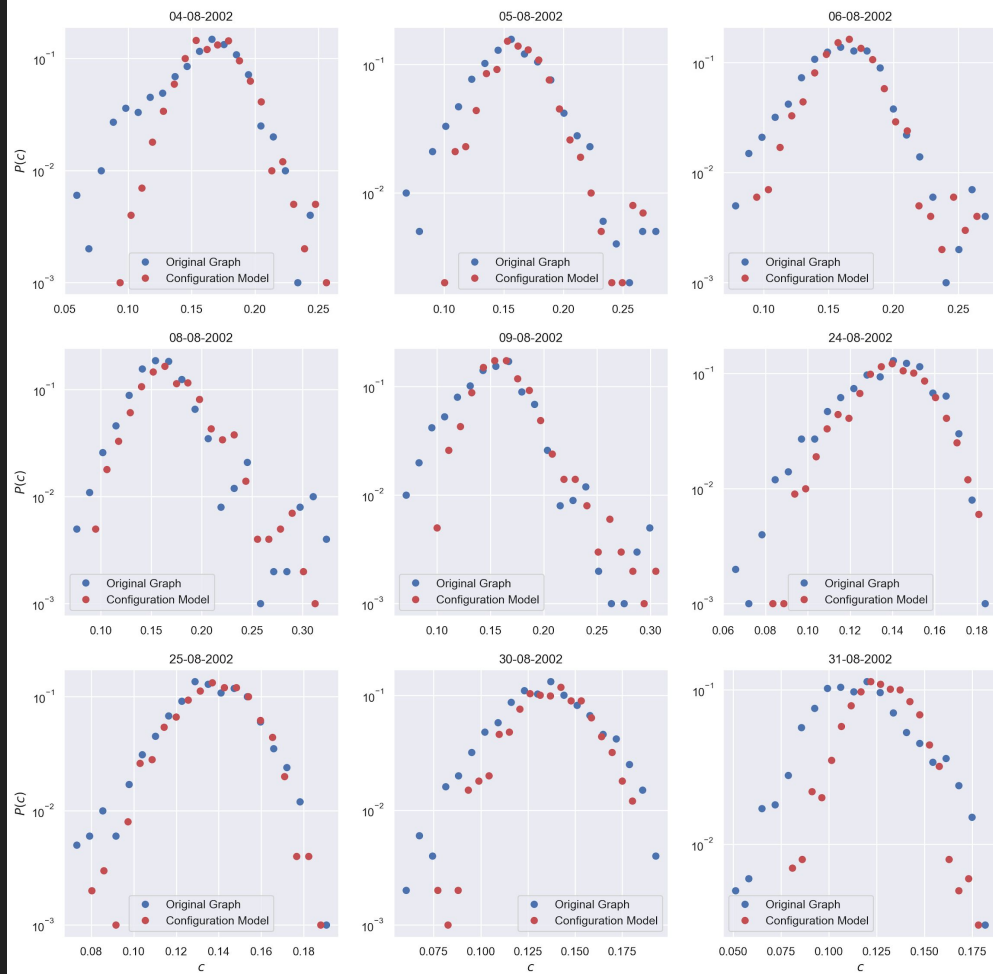 04-08-2002
05-08-2002
06-08-2002
P(c)
10⁻¹
10⁻²
10⁻³
0.05 0.10 0.15 0.20 0.25
Original Graph
Configuration Model
10⁻¹
10⁻²
0.10 0.15 0.20 0.25
Original Graph
Configuration Model
10⁻¹
10⁻²
10⁻³
0.10 0.15 0.20 0.25
Original Graph
Configuration Model
08-08-2002
09-08-2002
24-08-2002
P(c)
10⁻¹
10⁻²
10⁻³
0.10 0.15 0.20 0.25 0.30
Original Graph
Configuration Model
10⁻¹
10⁻²
10⁻³
0.10 0.15 0.20 0.25 0.30
Original Graph
Configuration Model
10⁻¹
10⁻²
10⁻³
0.06 0.08 0.10 0.12 0.14 0.16 0.18
Original Graph
Configuration Model
25-08-2002
30-08-2002
31-08-2002
P(c)
10⁻¹
10⁻²
10⁻³
0.08 0.10 0.12 0.14 0.16 0.18
c
Original Graph
Configuration Model
10⁻¹
10⁻²
10⁻³
0.075 0.100 0.125 0.150 0.175
c
Original Graph
Configuration Model
10⁻¹
10⁻²
0.050 0.075 0.100 0.125 0.150 0.175
c
Original Graph
Configuration Model